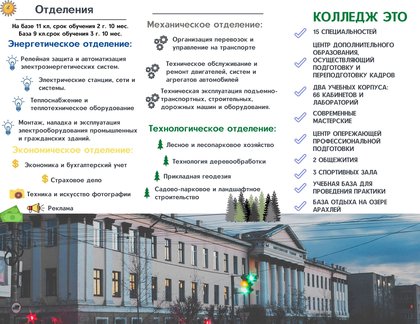 Отделения
На базе 11 кл, срок обучения 2 г. 10 мес.
База 9 кл.срок обучения 3 г. 10 мес.
Энергетическое отделение:
Релейная защита и автоматизация
электроэнергетических систем.
Электрические станции, сети и
системы.
Теплоснабжение и
теплотехническое оборудование
Монтаж, наладка и эксплуатация
электрооборудования промышленных
и гражданских зданий.
Экономическое отделение:
Экономика и бухгалтерский учет
Страховое дело
Техника и искусство фотографии
Реклама
Механическое отделение:
Организация перевозок и
управление на транспорте
Техническое обслуживание и
ремонт двигателей, систем и
агрегатов автомобилей
Техническая эксплуатация подъемно-
транспортных, строительных,
дорожных машин и оборудования.
Технологическое отделение:
Лесное и лесопарковое хозяйство
Технология деревообработки
Прикладная геодезия
Садово-парковое и ландшафтное
строительство
КОЛЛЕДЖ ЭТО
15 СПЕЦИАЛЬНОСТЕЙ
ЦЕНТР ДОПОЛНИТЕЛЬНОГО
ОБРАЗОВАНИЯ,
ОСУЩЕСТВЛЯЮЩИЙ
ПОДГОТОВКУ И
ПЕРЕПОДГОТОВКУ КАДРОВ
ДВА УЧЕБНЫХ КОРПУСА:
66 КАБИНЕТОВ И
ЛАБОРАТОРИЙ
СОВРЕМЕННЫЕ
МАСТЕРСКИЕ
ЦЕНТР ОПЕРЕЖАЮЩЕЙ
ПРОФЕССИОНАЛЬНОЙ
ПОДГОТОВКИ
2 ОБЩЕЖИТИЯ
3 СПОРТИВНЫХ ЗАЛА
УЧЕБНАЯ БАЗА ДЛЯ
ПРОВЕДЕНИЯ ПРАКТИКИ
БАЗА ОТДЫХА НА ОЗЕРЕ
АРАХЛЕЙ